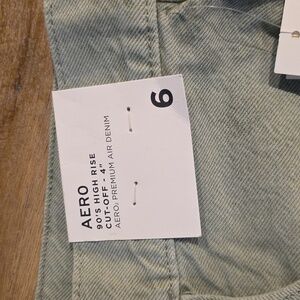 AERO
90'S HIGH RISE
CUT-OFF - 4"
AERO: PREMIUM AIR DENIM
6